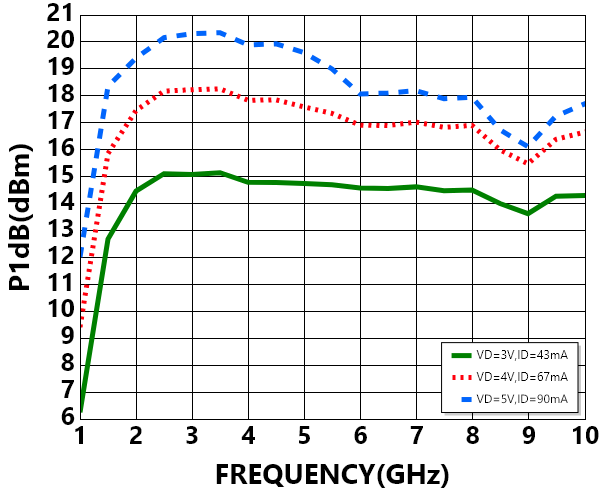 21
20
19
18
17
16
15
14
13
12
11
10
9
8
7
6
1 2 3 4 5 6 7 8 9 10
P1dB(dBm)
FREQUENCY(GHz)
VD=3V,ID=43mA
VD=4V,ID=67mA
VD=5V,ID=90mA